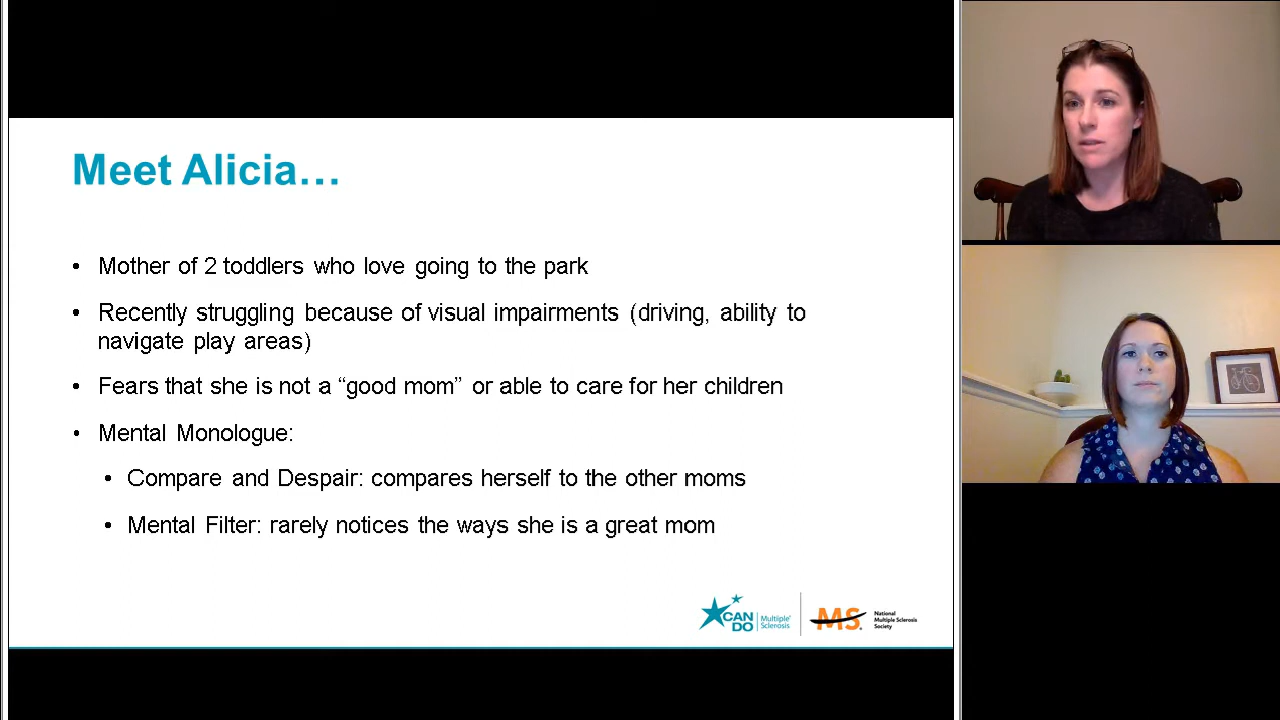 Meet Alicia…
• Mother of 2 toddlers who love going to the park
• Recently struggling because of visual impairments (driving, ability to
navigate play areas)
• Fears that she is not a “good mom” or able to care for her children
• Mental Monologue:
• Compare and Despair: compares herself to the other moms
• Mental Filter: rarely notices the ways she is a great mom
CAN
DO
Multiple
Sclerosis
MS
National
Multiple Sclerosis
Society